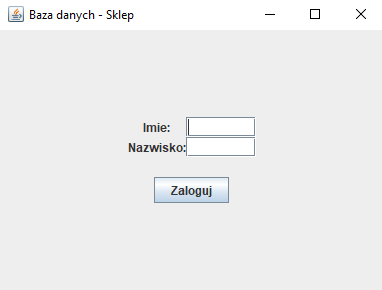 Baza danych - Sklep
Imie:
Nazwisko:
Zaloguj